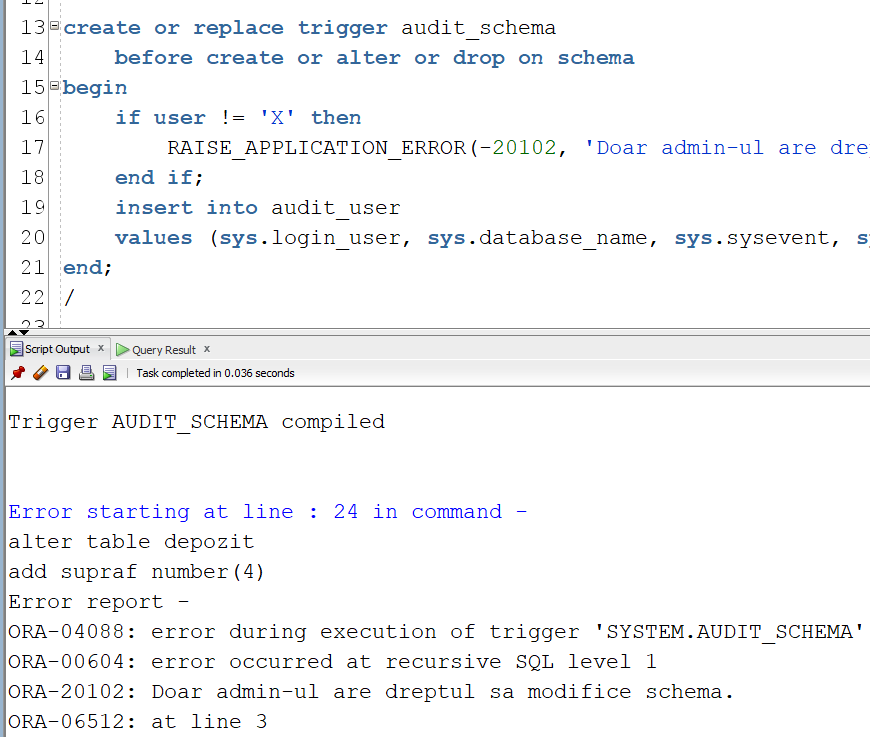 13 create or replace trigger audit_schema
14 before create or alter or drop on schema
15 begin
16 if user != 'X' then
17 RAISE_APPLICATION_ERROR(-20102, 'Doar admin-ul are
18 end if;
19 insert into audit_user
20 values (sys.login_user, sys.database_name, sys.sysevent,
21 end;
22 /
23
Script Output x Query Result x
Task completed in 0.036 seconds
Trigger AUDIT_SCHEMA compiled
Error starting at line : 24 in command -
alter table depozit
add supraf number(4)
Error report -
ORA-04088: error during execution of trigger 'SYSTEM.AUDIT_SCHEMA'
ORA-00604: error occurred at recursive SQL level 1
ORA-20102: Doar admin-ul are dreptul sa modifice schema.
ORA-06512: at line 3